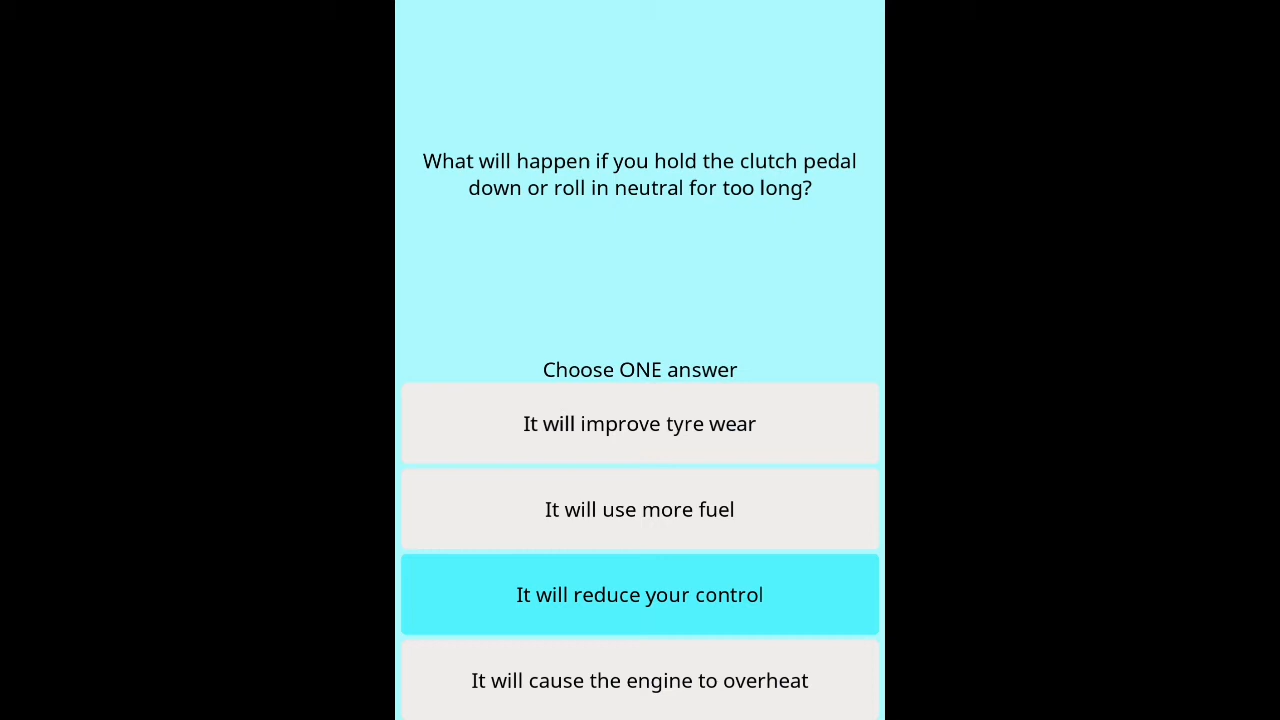 What will happen if you hold the clutch pedal
down or roll in neutral for too long?
Choose ONE answer
It will improve tyre wear
It will use more fuel
It will reduce your control
It will cause the engine to overheat